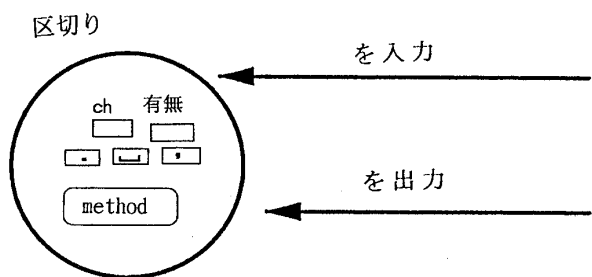 区切り
を入力
ch 有無
. ␣ ,
を出力
method